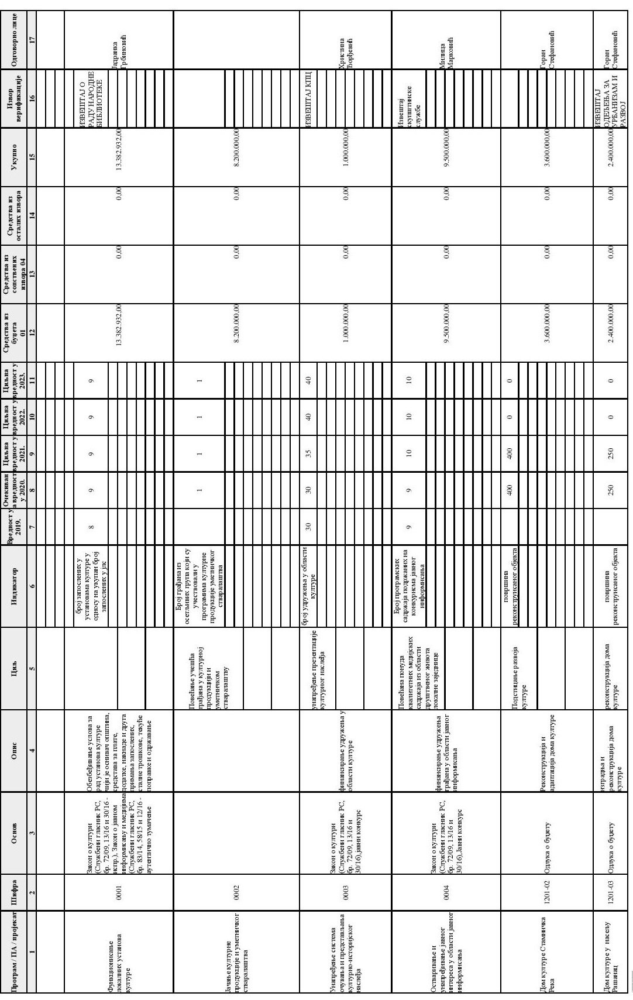 Програм / ПА / пројекат
Шифра
Основ
Опис
Циљ
Индикатор
Вредност у
2019.
Очекиван
а вредност
у 2020.
Циљна
вредност у
2021.
Циљна
вредност у
2022.
Циљна
вредност у
2023.
Средства из
буџета
01
Средства из
сопствених
извора 04
Средства из
осталих извора
Укупно
Извор
верификације
Одговорно лице
1
2
3
4
5
6
7
8
9
10
11
12
13
14
15
16
17
Функционисање
локалних установа
културе
0001
Закон о култури
(Службени гласник РС,
бр. 72/09, 13/16 и 30/16 -
испр.), Закон о јавном
информисању и медијима
(Службени гласник РС,
бр. 83/14, 58/15 и 12/16 -
аутентично тумачење
Обезбеђивање услова за
рад установа културе
чији је оснивач општина,
средстава за плате,
додатке, накнаде и друга
примања запослених,
сталне трошкове, текуће
поправке и одржавање
број запослених у
установама културе у
односу на укупан број
запослених у јлс
8
9
9
9
9
13.382.932.00
0.00
0.00
13.382.932.00
ИЗВЕШТАЈ О
РАДУ НАРОДНЕ
БИБЛИОТЕКЕ
Јадранка
Грбиновић
Јачање културне
продукције и уметничког
стваралаштва
0002
Повећање учешћа
грађана у културној
продукцији и
уметничком
стваралаштву
Број грађана из
осетљивих група који су
учествовали у
програмима културне
продукције уметничког
стваралаштва
1
1
1
1
8.200.000.00
0.00
0.00
8.200.000.00
Унапређење система
очувања и представљања
културно-историјског
наслеђа
0003
Закон о култури
(Службени гласник РС,
бр. 72/09, 13/16 и
30/16),јавни конкурс
финансирање удружења у
области културе
унапређење презентације
културног наслеђа
број удружења у области
културе
30
30
35
40
40
1.000.000.00
0.00
0.00
1.000.000.00
ИЗВЕШТАЈ КПЦ
Христина
Ђорђевић
Остваривање и
унапређивање јавног
интереса у области јавног
информисања
0004
Закон о култури
(Службени гласник РС,
бр. 72/09, 13/16 и
30/16),Јавни конкурс
финансирање удружења
грађана у области јавног
информисања
Повећана понуда
квалитетних медијских
садржаја из области
друштвеног живота
локалне заједнице
Број програмских
садржаја подржаних на
конкурисма јавног
информисања
9
9
10
10
10
9.500.000.00
0.00
0.00
9.500.000.00
Извештај
скупштинске
службе
Милица
Марковић
Дом културе Стамничка
Река
1201-02
Одлука о буџету
Реконструкција и
адаптација дома културе
Подстицање развоја
културе
површина
реконструисаног објекта
400
400
0
0
3.600.000.00
0.00
0.00
3.600.000.00
Горан
Стефановић
Дом културе у насељу
Рашанац
1201-03
Одлука о буџету
изградња и
реконструкција дома
културе
реконструкција дома
културе
површина
реконструисаног објекта
250
250
0
0
2.400.000.00
0.00
0.00
2.400.000.00
ИЗВЕШТАЈ
ОДЕЉЕЊА ЗА
УРБАНИЗАМ И
РАЗВОЈ
Горан
Стефановић